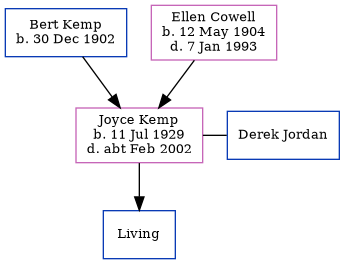 Bert Kemp
b. 30 Dec 1902
Ellen Cowell
b. 12 May 1904
d. 7 Jan 1993
Joyce Kemp
b. 11 Jul 1929
d. abt Feb 2002
Derek Jordan
Living